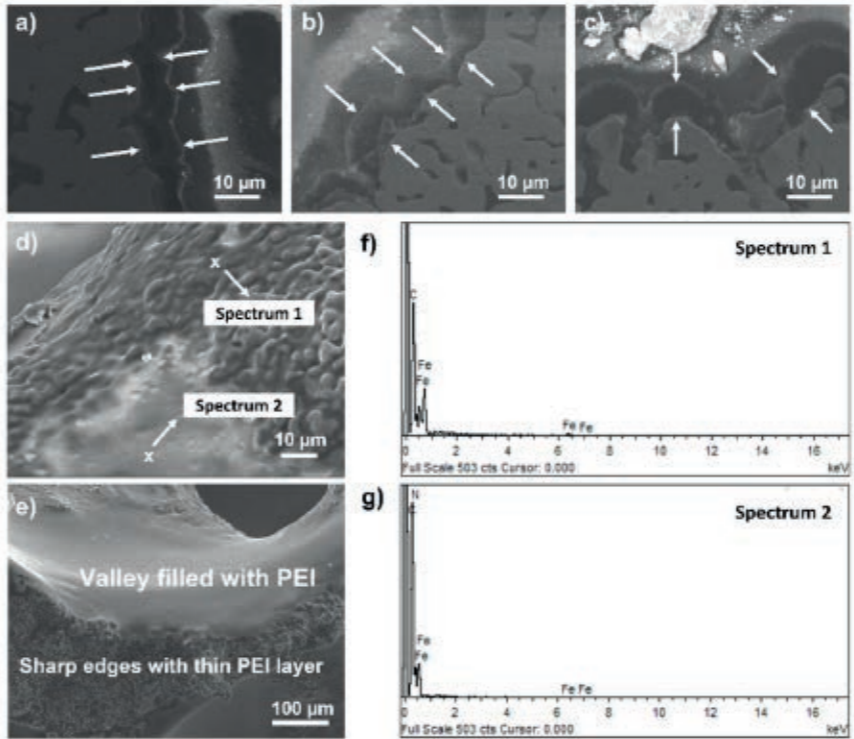 a)
10 µm
b)
10 µm
c)
10 µm
d)
x
Spectrum 1
Spectrum 2
x
10 µm
e)
Valley filled with PEI
Sharp edges with thin PEI layer
100 µm
f)
Spectrum 1
C
Fe
Fe
Fe Fe
0 2 4 6 8 10 12 14 16
Full Scale 503 cts Cursor: 0.000 keV
g)
Spectrum 2
N
Fe
Fe
Fe Fe
0 2 4 6 8 10 12 14 16
Full Scale 503 cts Cursor: 0.000 keV